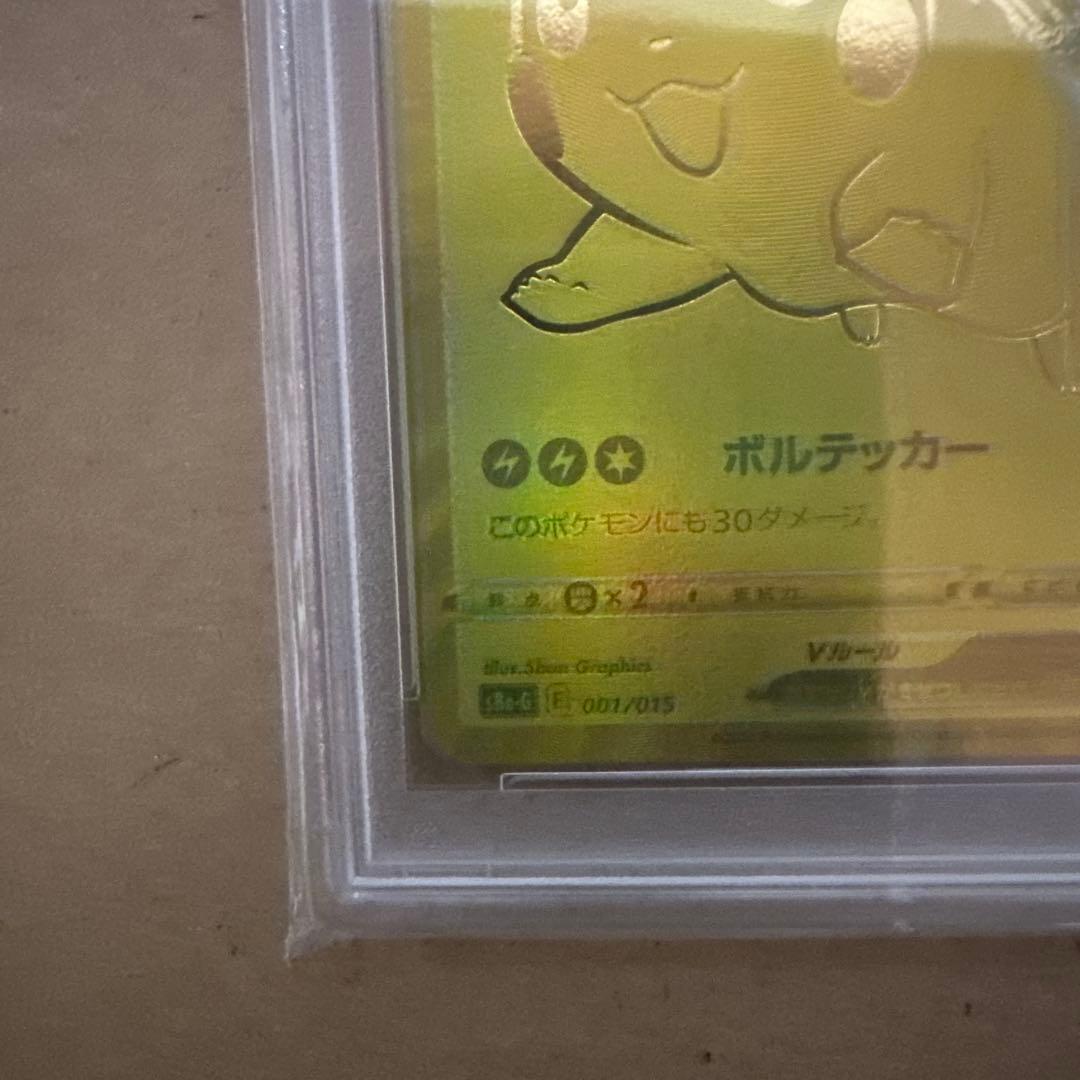 ボルテッカー
このポケモンにも30ダメージ。
×2
Vルール
illus.5ban Graphics
s8a-G E 001/015